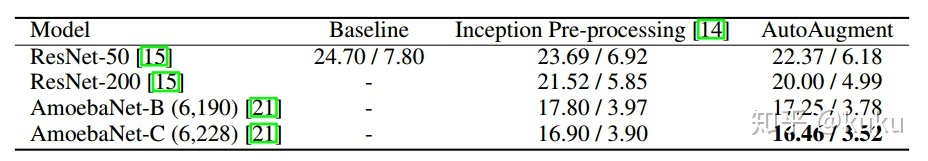 Model Baseline Inception Pre-processing [14] AutoAugment
ResNet-50 [15] 24.70 / 7.80 23.69 / 6.92 22.37 / 6.18
ResNet-200 [15] - 21.52 / 5.85 20.00 / 4.99
AmoebaNet-B (6,190) [21] - 17.80 / 3.97 17.25 / 3.78
AmoebaNet-C (6,228) [21] - 16.90 / 3.90 16.46 / 3.52
知乎 @kuku